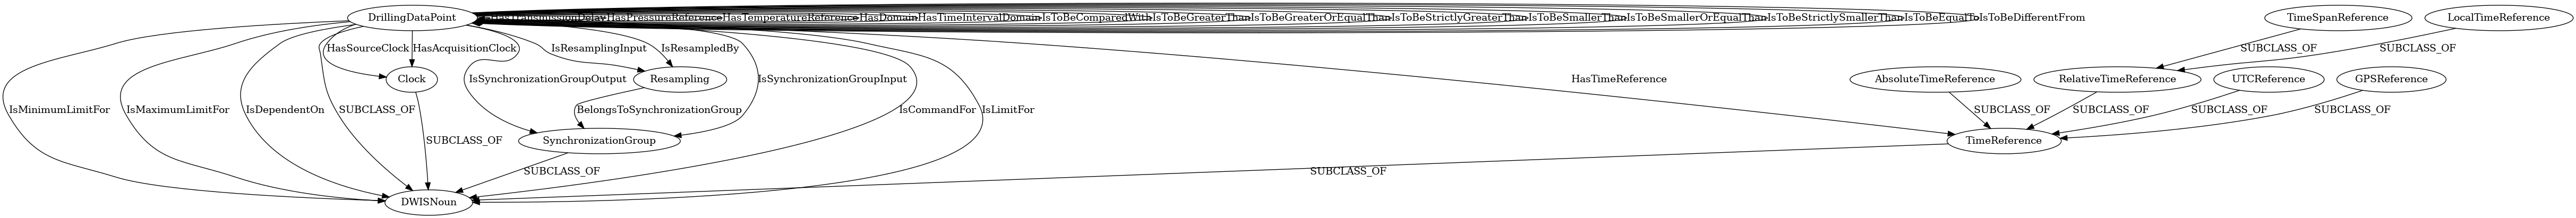 DrillingDataPoint
HasTransmissionDelay
HasPressureReference
HasTemperatureReference
HasDomain
HasTimeIntervalDomain
IsToBeComparedWith
IsToBeGreaterThan
IsToBeGreaterOrEqualThan
IsToBeStrictlyGreaterThan
IsToBeSmallerThan
IsToBeSmallerOrEqualThan
IsToBeStrictlySmallerThan
IsToBeEqualTo
IsToBeDifferentFrom
TimeSpanReference
LocalTimeReference
HasSourceClock
HasAcquisitionClock
IsResamplingInput
IsResampledBy
SUBCLASS_OF
SUBCLASS_OF
Clock
IsSynchronizationGroupOutput
Resampling
IsSynchronizationGroupInput
HasTimeReference
AbsoluteTimeReference
RelativeTimeReference
UTCReference
GPSReference
IsMinimumLimitFor
IsMaximumLimitFor
IsDependentOn
SUBCLASS_OF
BelongsToSynchronizationGroup
IsCommandFor
IsLimitFor
SUBCLASS_OF
SUBCLASS_OF
SUBCLASS_OF
SUBCLASS_OF
SUBCLASS_OF
SynchronizationGroup
TimeReference
SUBCLASS_OF
SUBCLASS_OF
DWISNoun